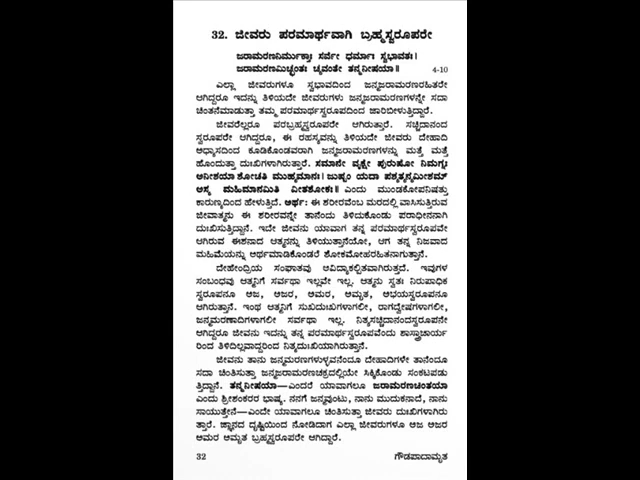 32. ಜೀವರು ಪರಮಾರ್ಥವಾಗಿ ಬ್ರಹ್ಮಸ್ವರೂಪರೇ
ಜರಾಮರಣನಿರ್ಮುಕ್ತಾಃ ಸರ್ವೇ ಧರ್ಮಾಃ ಸ್ವಭಾವತಃ।
ಜರಾಮರಣಮಿಚ್ಛಂತಃ ಚ್ಯವಂತೇ ತನ್ಮನೀಷಯಾ॥ 4-10
ಎಲ್ಲಾ ಜೀವರುಗಳೂ ಸ್ವಭಾವದಿಂದ ಜನ್ಮಜರಾಮರಣರಹಿತರೇ
ಆಗಿದ್ದರೂ ಇದನ್ನು ತಿಳಿಯದೇ ಜೀವರುಗಳು ಜನ್ಮಜರಾಮರಣಗಳನ್ನೇ ಸದಾ
ಚಿಂತನೆಮಾಡುತ್ತಾ ತಮ್ಮ ಪರಮಾರ್ಥಸ್ವರೂಪದಿಂದ ಜಾರಿಬೀಳುತ್ತಿದ್ದಾರೆ.
ಜೀವರೆಲ್ಲರೂ ಪರಬ್ರಹ್ಮಸ್ವರೂಪರೇ ಆಗಿರುತ್ತಾರೆ. ಸಚ್ಚಿದಾನಂದ
ಸ್ವರೂಪರೇ ಆಗಿದ್ದರೂ, ಈ ರಹಸ್ಯವನ್ನು ತಿಳಿಯದೇ ಜೀವರು ದೇಹಾದಿ
ಅಧ್ಯಾಸದಿಂದ ಕೂಡಿಕೊಂಡವರಾಗಿ ಜನ್ಮಜರಾಮರಣಗಳನ್ನು ಮತ್ತೆ ಮತ್ತೆ
ಹೊಂದುತ್ತಾ ದುಃಖಿಗಳಾಗಿರುತ್ತಾರೆ. ಸಮಾನೇ ವೃಕ್ಷೇ ಪುರುಷೋ ನಿಮಗ್ನಃ
ಅನೀಶಯಾ ಶೋಚತಿ ಮುಹ್ಯಮಾನಃ। ಜುಷ್ಟಂ ಯದಾ ಪಶ್ಯತ್ಯನ್ಯಮೀಶಮ್
ಅಸ್ಯ ಮಹಿಮಾನಮಿತಿ ವೀತಶೋಕಃ॥ ಎಂದು ಮುಂಡಕೋಪನಿಷತ್ತು
ಕಾರುಣ್ಯದಿಂದ ಹೇಳುತ್ತಿದೆ. ಅರ್ಥ: ಈ ಶರೀರವೆಂಬ ಮರದಲ್ಲಿ ವಾಸಿಸುತ್ತಿರುವ
ಜೀವಾತ್ಮನು ಈ ಶರೀರವನ್ನೇ ತಾನೆಂದು ತಿಳಿದುಕೊಂಡು ಪರಾಧೀನನಾಗಿ
ದುಃಖಿಸುತ್ತಿದ್ದಾನೆ. ಇದೇ ಜೀವನು ಯಾವಾಗ ತನ್ನ ಪರಮಾರ್ಥಸ್ವರೂಪವೇ
ಆಗಿರುವ ಈಶನಾದ ಆತ್ಮನನ್ನು ತಿಳಿಯುತ್ತಾನೆಯೋ, ಆಗ ತನ್ನ ನಿಜವಾದ
ಮಹಿಮೆಯನ್ನು ಅರ್ಥಮಾಡಿಕೊಂಡರೆ ಶೋಕಮೋಹರಹಿತನಾಗುತ್ತಾನೆ.
ದೇಹೇಂದ್ರಿಯ ಸಂಘಾತವು ಅವಿದ್ಯಾಕಲ್ಪಿತವಾಗಿರುತ್ತದೆ. ಇವುಗಳ
ಸಂಬಂಧವು ಆತ್ಮನಿಗೆ ಸರ್ವಥಾ ಇಲ್ಲವೇ ಇಲ್ಲ. ಆತ್ಮನು ಸ್ವತಃ ನಿರುಪಾಧಿಕ
ಸ್ವರೂಪನೂ ಅಜ, ಅಜರ, ಅಮರ, ಅಮೃತ, ಅಭಯಸ್ವರೂಪನೂ
ಆಗಿರುತ್ತಾನೆ. ಇಂಥ ಆತ್ಮನಿಗೆ ಸುಖದುಃಖಗಳಾಗಲೀ, ರಾಗದ್ವೇಷಗಳಾಗಲೀ,
ಜನ್ಮಮರಣಾದಿಗಳಾಗಲೀ ಸರ್ವಥಾ ಇಲ್ಲ. ನಿತ್ಯಸಚ್ಚಿದಾನಂದಸ್ವರೂಪನೇ
ಆಗಿದ್ದರೂ ಜೀವನು ಇದನ್ನು ತನ್ನ ಪರಮಾರ್ಥಸ್ವರೂಪವೆಂದು ಶಾಸ್ತ್ರಾಚಾರ್ಯ
ರಿಂದ ತಿಳಿದಿಲ್ಲವಾದ್ದರಿಂದ ನಿತ್ಯದುಃಖಿಯಾಗಿರುತ್ತಾನೆ.
ಜೀವನು ತಾನು ಜನ್ಮಮರಣಗಳುಳ್ಳವನೆಂದೂ ದೇಹಾದಿಗಳೇ ತಾನೆಂದೂ
ಸದಾ ಚಿಂತಿಸುತ್ತಾ ಜನ್ಮಜರಾಮರಣಚಕ್ರದಲ್ಲಿಯೇ ಸಿಕ್ಕಿಕೊಂಡು ಸಂಕಟಪಡು
ತ್ತಿದ್ದಾನೆ. ತನ್ಮನೀಷಯಾ—ಎಂದರೆ ಯಾವಾಗಲೂ ಜರಾಮರಣಚಿಂತಯಾ
ಎಂದು ಶ್ರೀಶಂಕರರ ಭಾಷ್ಯ. ನನಗೆ ಜನ್ಮವುಂಟು, ನಾನು ಮುದುಕನಾದೆ, ನಾನು
ಸಾಯುತ್ತೇನೆ—ಎಂದೇ ಯಾವಾಗಲೂ ಚಿಂತಿಸುತ್ತಾ ಜೀವರು ದುಃಖಿಗಳಾಗಿರು
ತ್ತಾರೆ. ಜ್ಞಾನದ ದೃಷ್ಟಿಯಿಂದ ನೋಡಿದಾಗ ಎಲ್ಲಾ ಜೀವರುಗಳೂ ಅಜ ಅಜರ
ಅಮರ ಅಮೃತ ಬ್ರಹ್ಮಸ್ವರೂಪರೇ ಆಗಿದ್ದಾರೆ.
32 ಗೌಡಪಾದಾಮೃತ